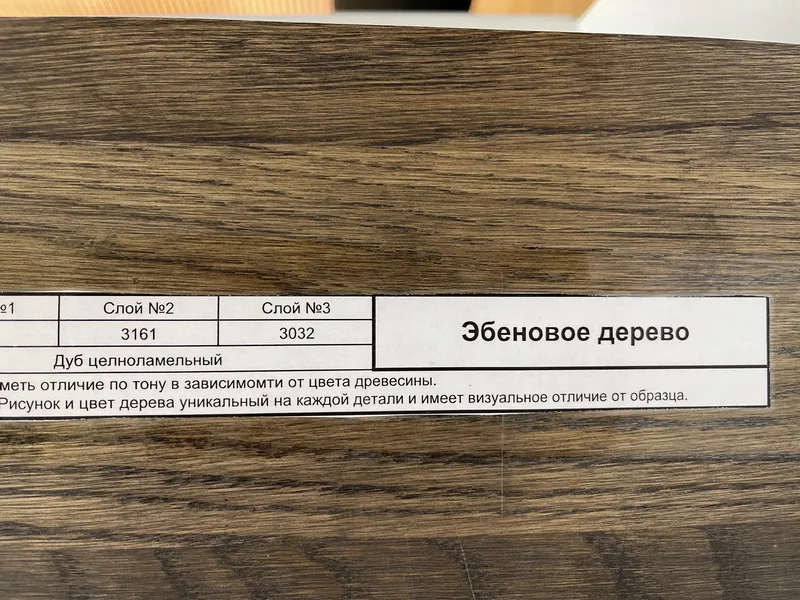 №1 Слой №2 Слой №3
3161 3032 Эбеновое дерево
Дуб целноламельный
меть отличие по тону в зависимомти от цвета древесины.
Рисунок и цвет дерева уникальный на каждой детали и имеет визуальное отличие от образца.